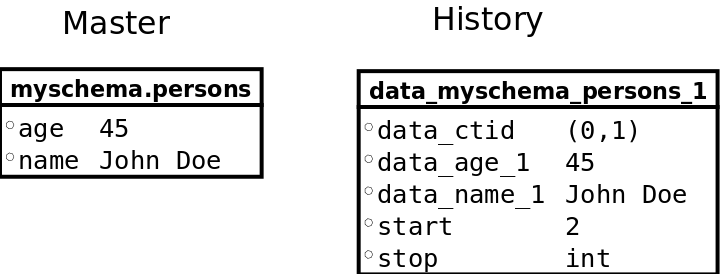 Master
History
myschema.persons
age 45
name John Doe
data_myschema_persons_1
data_ctid (0,1)
data_age_1 45
data_name_1 John Doe
start 2
stop int